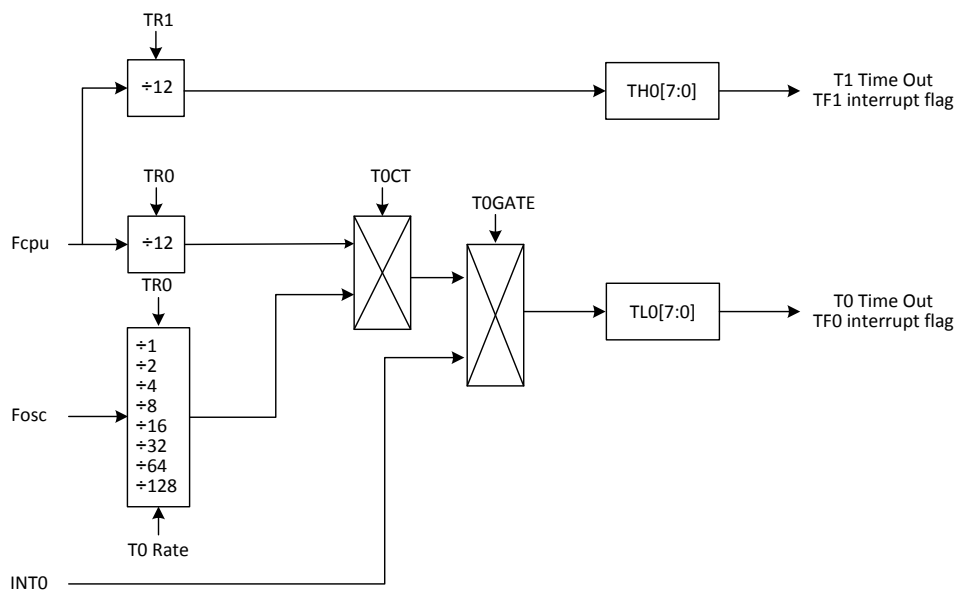 TR1
÷12
TH0[7:0]
T1 Time Out
TF1 interrupt flag
TR0
T0CT
T0GATE
Fcpu
÷12
TR0
TL0[7:0]
T0 Time Out
TF0 interrupt flag
÷1
÷2
÷4
÷8
Fosc
÷16
÷32
÷64
÷128
T0 Rate
INT0